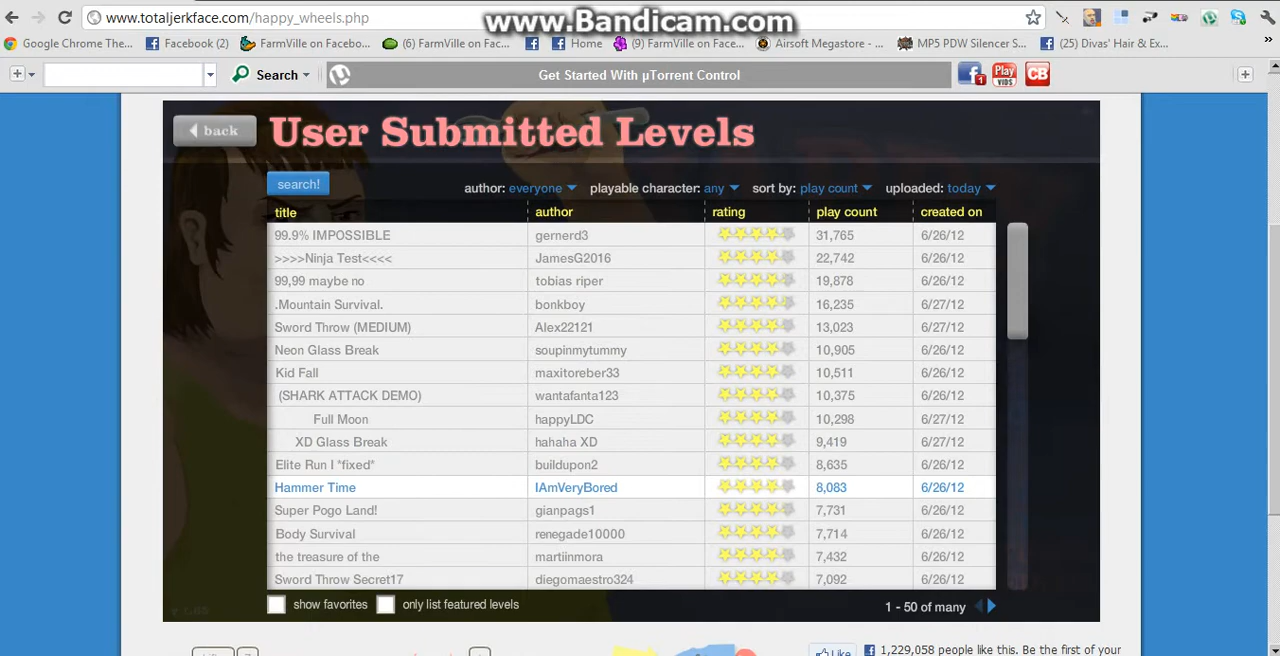 www.totaljerkface.com/happy_wheels.php
www.Bandicam.com
Google Chrome The... Facebook (2) FarmVille on Facebo... (6) FarmVille on Fac... Home (9) FarmVille on Fac... Airsoft Megastore - ... MP5 PDW Silencer S... (25) Divas' Hair & Ex... »
Search Get Started With µTorrent Control 1 Play VIDS CB
back User Submitted Levels
search! author: everyone playable character: any sort by: play count uploaded: today
title author rating play count created on
99.9% IMPOSSIBLE gernerd3 31,765 6/26/12
>>>>Ninja Test<<<< JamesG2016 22,742 6/26/12
99,99 maybe no tobias riper 19,878 6/26/12
.Mountain Survival. bonkboy 16,235 6/27/12
Sword Throw (MEDIUM) Alex22121 13,023 6/27/12
Neon Glass Break soupinmytummy 10,905 6/26/12
Kid Fall maxitoreber33 10,511 6/26/12
(SHARK ATTACK DEMO) wantafanta123 10,375 6/26/12
Full Moon happyLDC 10,298 6/27/12
XD Glass Break hahaha XD 9,419 6/27/12
Elite Run I *fixed* buildupon2 8,635 6/26/12
Hammer Time IAmVeryBored 8,083 6/26/12
Super Pogo Land! gianpags1 7,731 6/26/12
Body Survival renegade10000 7,714 6/26/12
the treasure of the martiinmora 7,432 6/26/12
Sword Throw Secret17 diegomaestro324 7,092 6/26/12
show favorites only list featured levels 1 - 50 of many
Like 1,229,058 people like this. Be the first of your